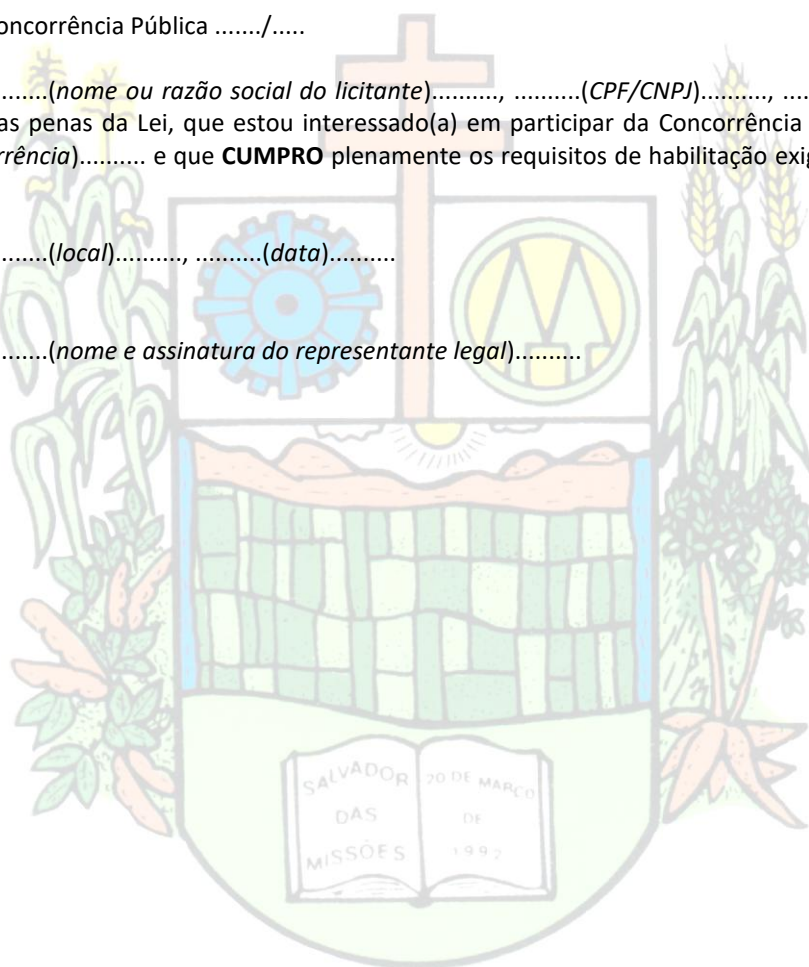 oncorrência Pública ......./.....
........(nome ou razão social do licitante).........., ..........(CPF/CNPJ).........., .....
as penas da Lei, que estou interessado(a) em participar da Concorrência
rrência).......... e que CUMPRO plenamente os requisitos de habilitação exig
........(local).........., ..........(data)..........
........(nome e assinatura do representante legal)..........
SALVADOR
DAS
MISSÕES
20 DE MARÇO
DE
1992